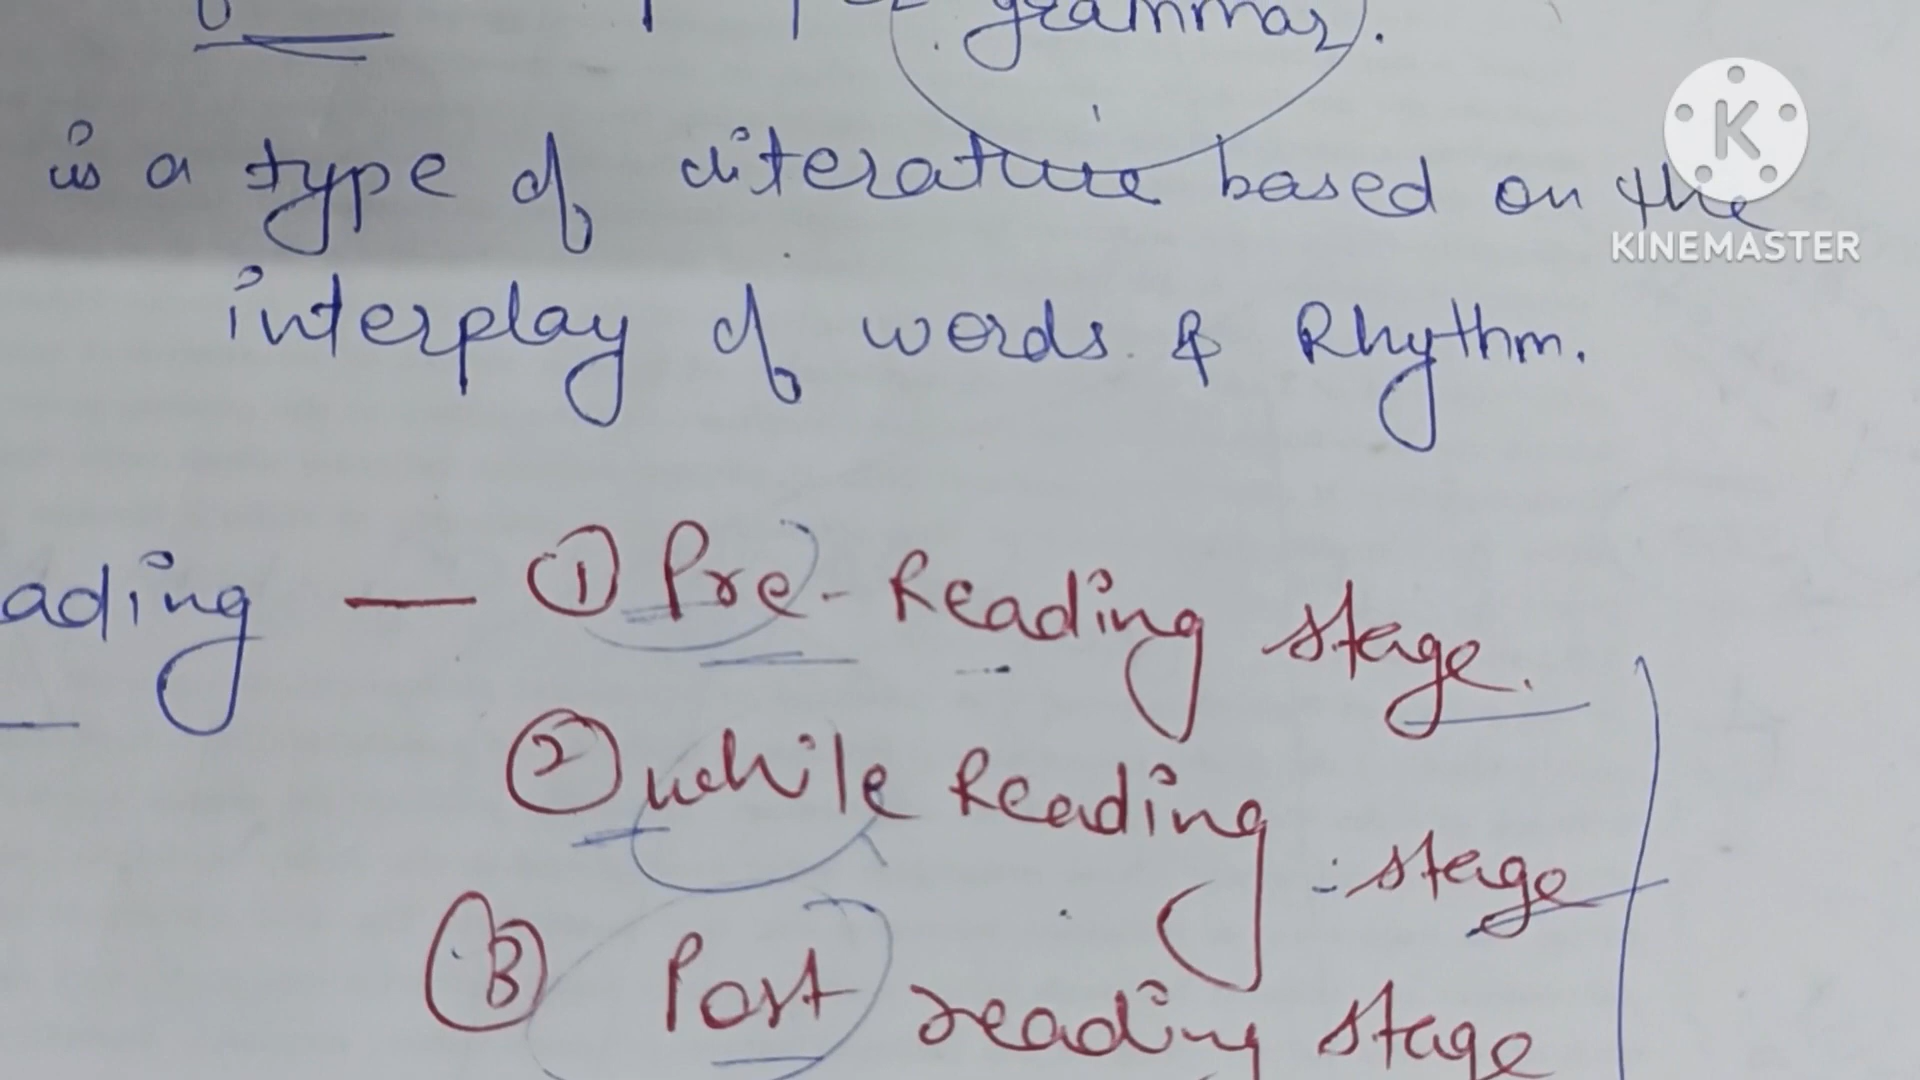 grammar.
is a type of literature based on the
KINEMASTER
interplay of words & Rhythm.
ading — ① Pre-Reading stage.
② while Reading
- stage
③ Post reading stage